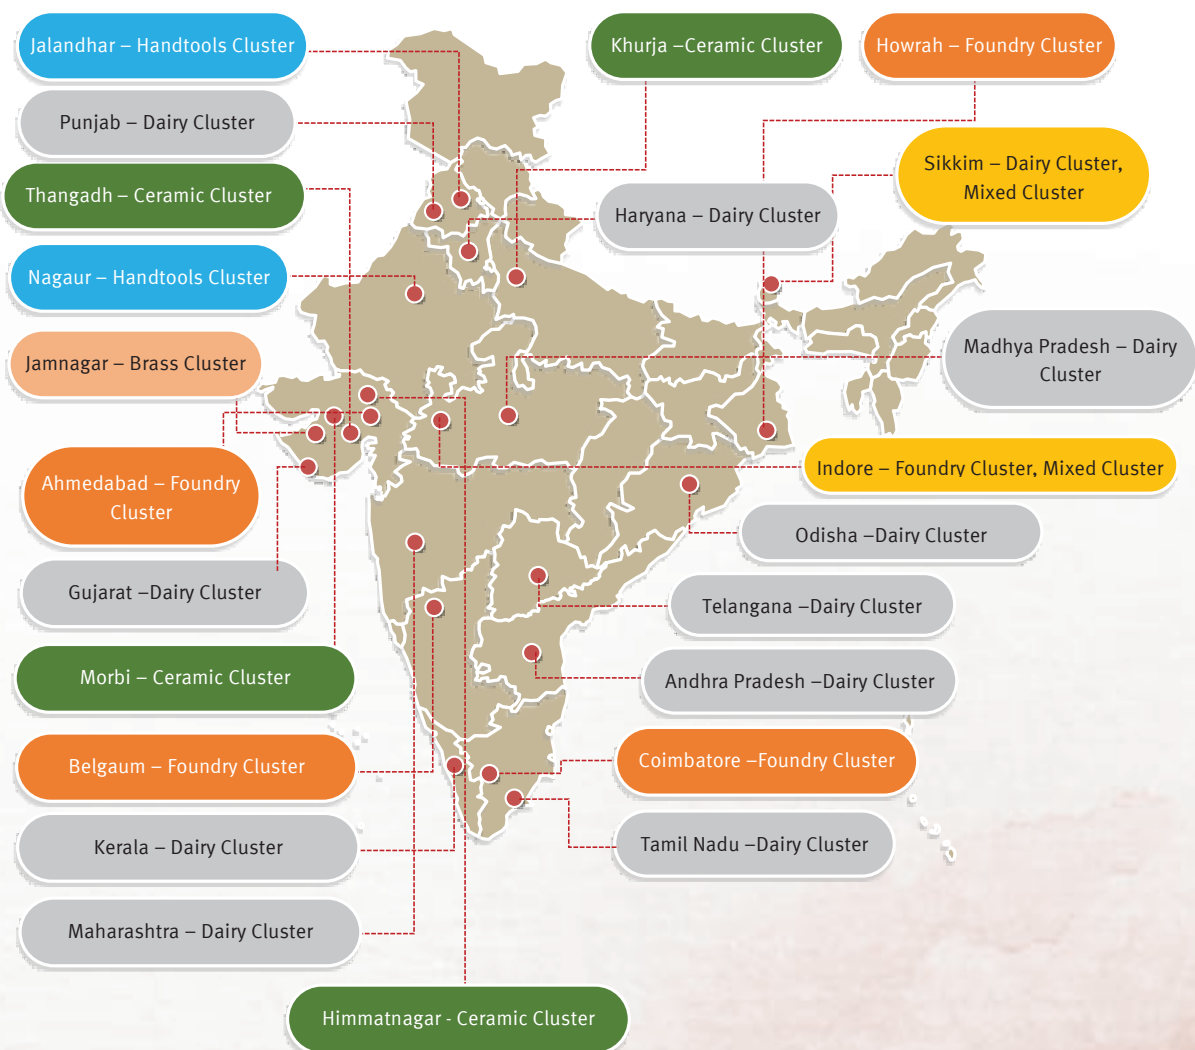 Jalandhar – Handtools Cluster
Khurja –Ceramic Cluster
Howrah – Foundry Cluster
Punjab – Dairy Cluster
Sikkim – Dairy Cluster,
Mixed Cluster
Thangadh – Ceramic Cluster
Haryana – Dairy Cluster
Nagaur – Handtools Cluster
Madhya Pradesh – Dairy
Cluster
Jamnagar – Brass Cluster
Indore – Foundry Cluster, Mixed Cluster
Ahmedabad – Foundry
Cluster
Odisha –Dairy Cluster
Gujarat –Dairy Cluster
Telangana –Dairy Cluster
Morbi – Ceramic Cluster
Andhra Pradesh –Dairy Cluster
Belgaum – Foundry Cluster
Coimbatore –Foundry Cluster
Kerala – Dairy Cluster
Tamil Nadu –Dairy Cluster
Maharashtra – Dairy Cluster
Himmatnagar - Ceramic Cluster